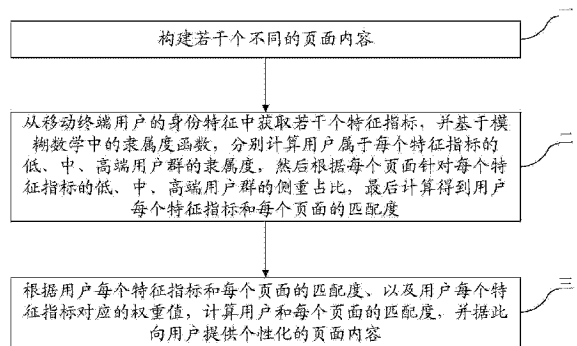 构建若干个不同的页面内容
一
从移动终端用户的身份特征中获取若干个特征指标，并基于模
糊数学中的隶属度函数，分别计算用户属于每个特征指标的
低、中、高端用户群的隶属度，然后根据每个页面针对每个特
征指标的低、中、高端用户群的侧重占比，最后计算得到用户
每个特征指标和每个页面的匹配度
二
根据用户每个特征指标和每个页面的匹配度、以及用户每个特
征指标对应的权重值，计算用户和每个页面的匹配度，并据此
向用户提供个性化的页面内容
三